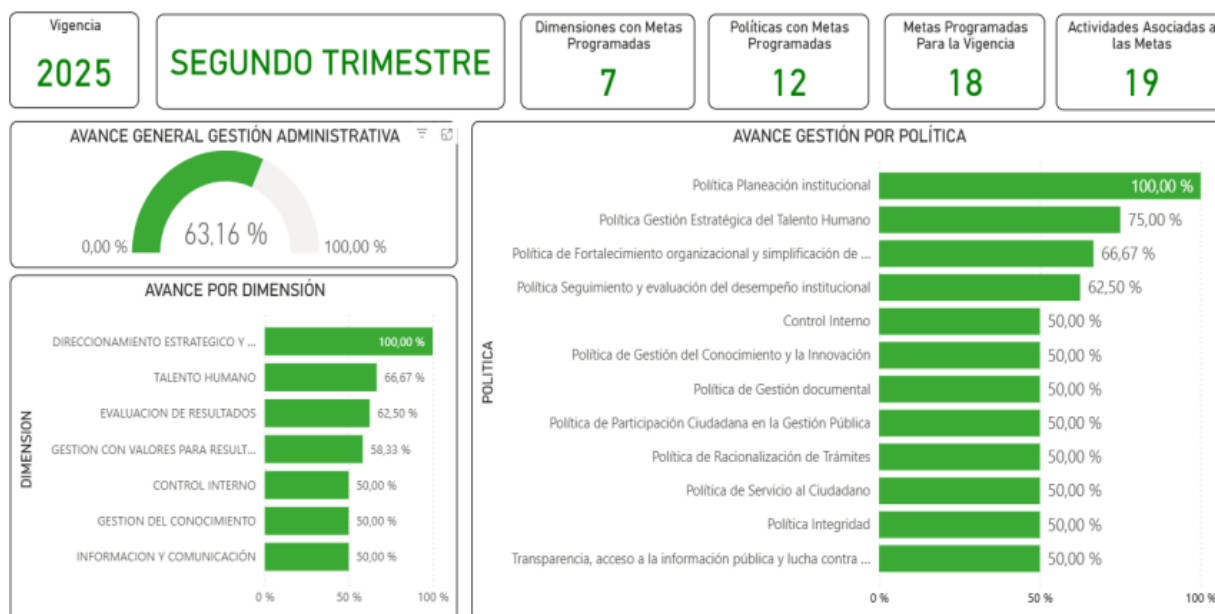 Vigencia
2025
SEGUNDO TRIMESTRE
Dimensiones con Metas
Programadas
7
Políticas con Metas
Programadas
12
Metas Programadas
Para la Vigencia
18
Actividades Asociadas a
las Metas
19
AVANCE GENERAL GESTIÓN ADMINISTRATIVA
0,00 %
63,16 %
100,00 %
AVANCE POR DIMENSIÓN
DIMENSION
DIRECCIONAMIENTO ESTRATEGICO Y ... 100,00 %
TALENTO HUMANO 66,67 %
EVALUACION DE RESULTADOS 62,50 %
GESTION CON VALORES PARA RESULT... 58,33 %
CONTROL INTERNO 50,00 %
GESTION DEL CONOCIMIENTO 50,00 %
INFORMACION Y COMUNICACIÓN 50,00 %
0 % 50 % 100 %
AVANCE GESTIÓN POR POLÍTICA
POLITICA
Política Planeación institucional 100,00 %
Política Gestión Estratégica del Talento Humano 75,00 %
Política de Fortalecimiento organizacional y simplificación de ... 66,67 %
Política Seguimiento y evaluación del desempeño institucional 62,50 %
Control Interno 50,00 %
Política de Gestión del Conocimiento y la Innovación 50,00 %
Política de Gestión documental 50,00 %
Política de Participación Ciudadana en la Gestión Pública 50,00 %
Política de Racionalización de Trámites 50,00 %
Política de Servicio al Ciudadano 50,00 %
Política Integridad 50,00 %
Transparencia, acceso a la información pública y lucha contra ... 50,00 %
0 % 50 % 100 %